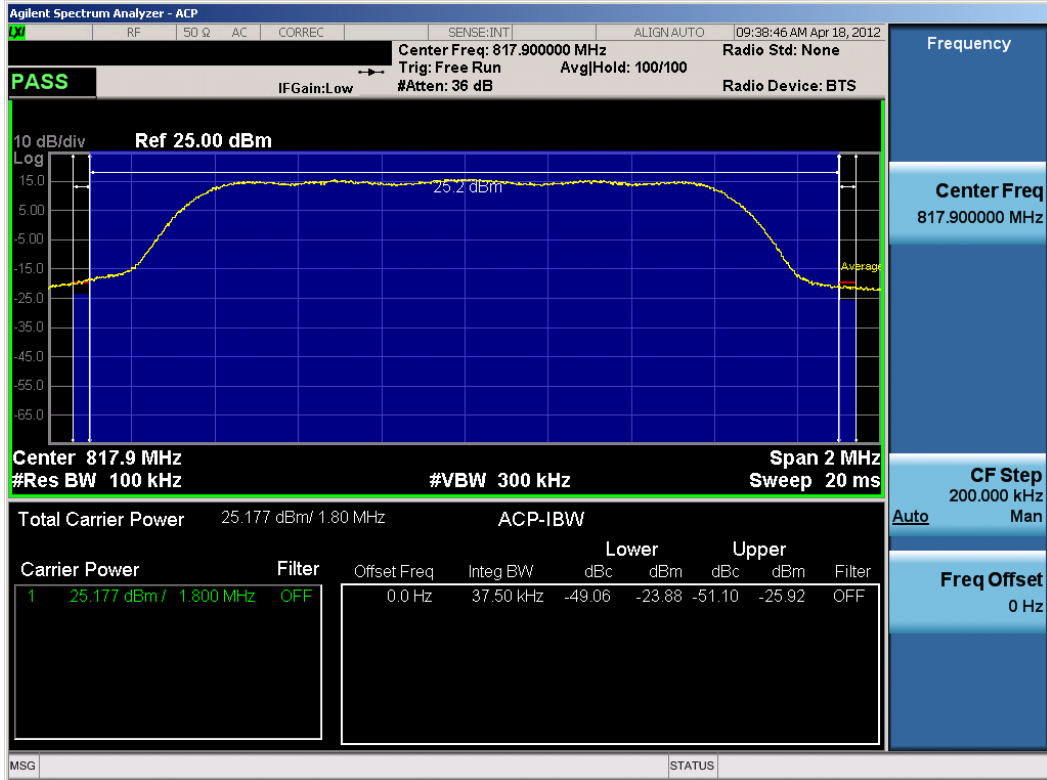 Agilent Spectrum Analyzer - ACP
LXI RF 50 Ω AC CORREC SENSE:INT ALIGN AUTO 09:38:46 AM Apr 18, 2012
Center Freq: 817.900000 MHz Radio Std: None
Trig: Free Run Avg|Hold: 100/100
PASS IFGain:Low #Atten: 36 dB Radio Device: BTS
10 dB/div Ref 25.00 dBm
Log
15.0
25.2 dBm
5.00
-5.00
-15.0
Average
-25.0
-35.0
-45.0
-55.0
-65.0
Center 817.9 MHz Span 2 MHz
#Res BW 100 kHz #VBW 300 kHz Sweep 20 ms
Total Carrier Power 25.177 dBm/ 1.80 MHz ACP-IBW
Lower Upper
Carrier Power Filter Offset Freq Integ BW dBc dBm dBc dBm Filter
1 25.177 dBm / 1.800 MHz OFF 0.0 Hz 37.50 kHz -49.06 -23.88 -51.10 -25.92 OFF
Frequency
Center Freq
817.900000 MHz
CF Step
200.000 kHz
Auto Man
Freq Offset
0 Hz
MSG STATUS